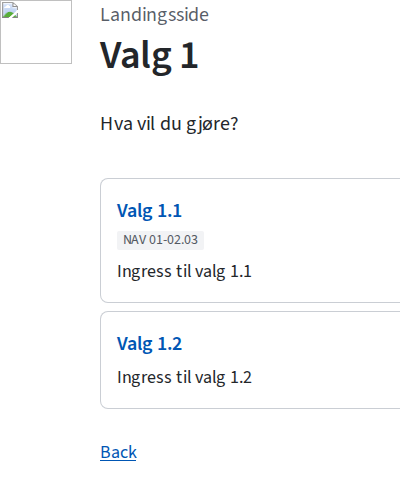 Landingsside
Valg 1
Hva vil du gjøre?
Valg 1.1
NAV 01-02.03
Ingress til valg 1.1
Valg 1.2
Ingress til valg 1.2
Back